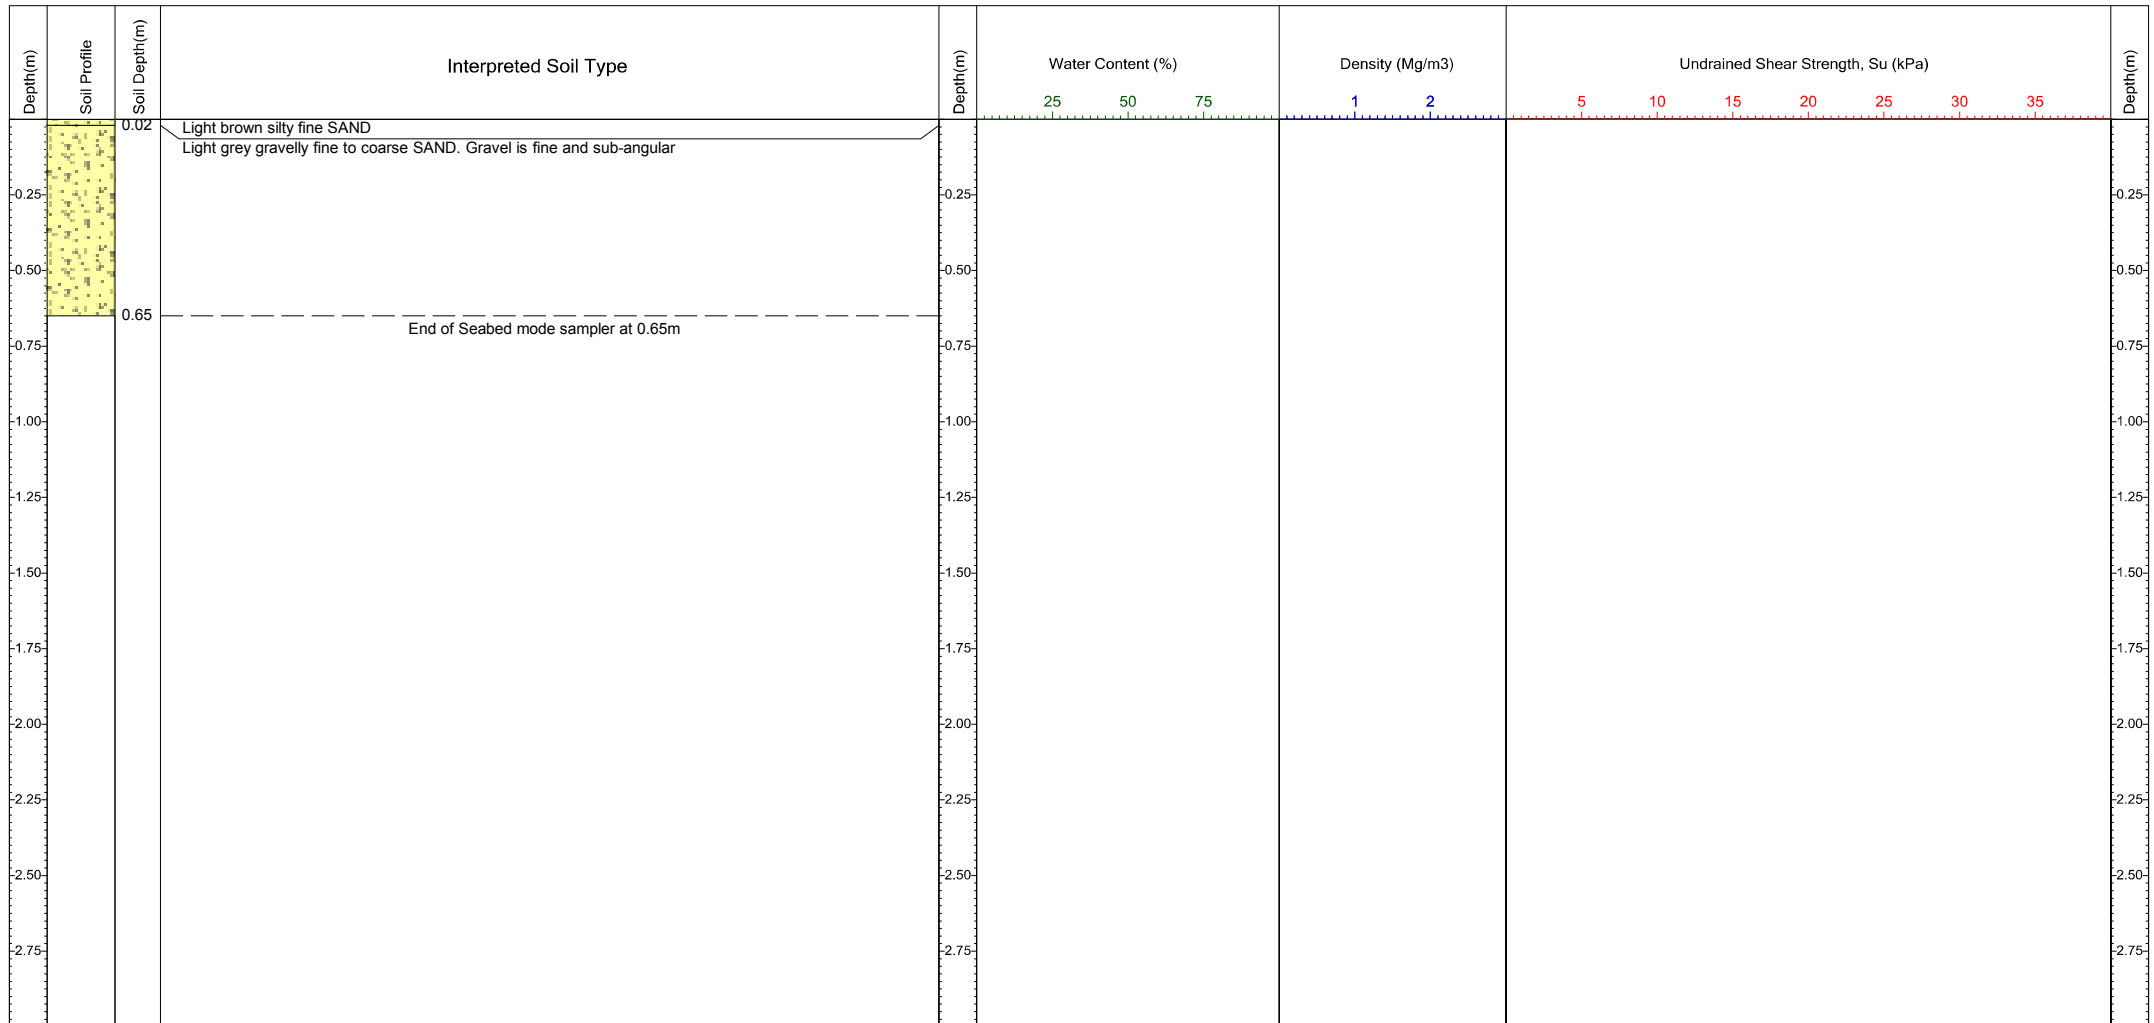 Depth(m)
Soil Profile
Soil Depth(m)
Interpreted Soil Type
Depth(m)
Water Content (%)
Density (Mg/m3)
Undrained Shear Strength, Su (kPa)
Depth(m)
25 50 75
1 2
5 10 15 20 25 30 35
0.02 Light brown silty fine SAND
Light grey gravelly fine to coarse SAND. Gravel is fine and sub-angular
0.25 0.25 0.25
0.50 0.50 0.50
0.65
End of Seabed mode sampler at 0.65m
0.75 0.75 0.75
1.00 1.00 1.00
1.25 1.25 1.25
1.50 1.50 1.50
1.75 1.75 1.75
2.00 2.00 2.00
2.25 2.25 2.25
2.50 2.50 2.50
2.75 2.75 2.75